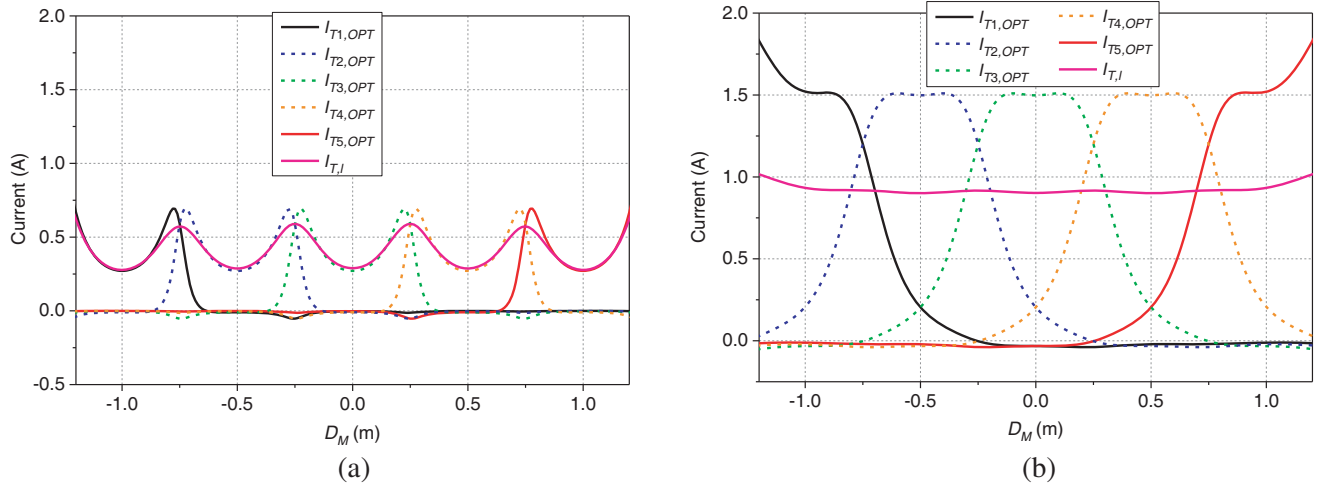 2.0
1.5
1.0
0.5
0.0
-0.5
Current (A)
I_{T1,OPT}
I_{T2,OPT}
I_{T3,OPT}
I_{T4,OPT}
I_{T5,OPT}
I_{T,I}
-1.0 -0.5 0.0 0.5 1.0
D_M (m)
(a)
2.0
1.5
1.0
0.5
0.0
Current (A)
I_{T1,OPT} I_{T4,OPT}
I_{T2,OPT} I_{T5,OPT}
I_{T3,OPT} I_{T,I}
-1.0 -0.5 0.0 0.5 1.0
D_M (m)
(b)